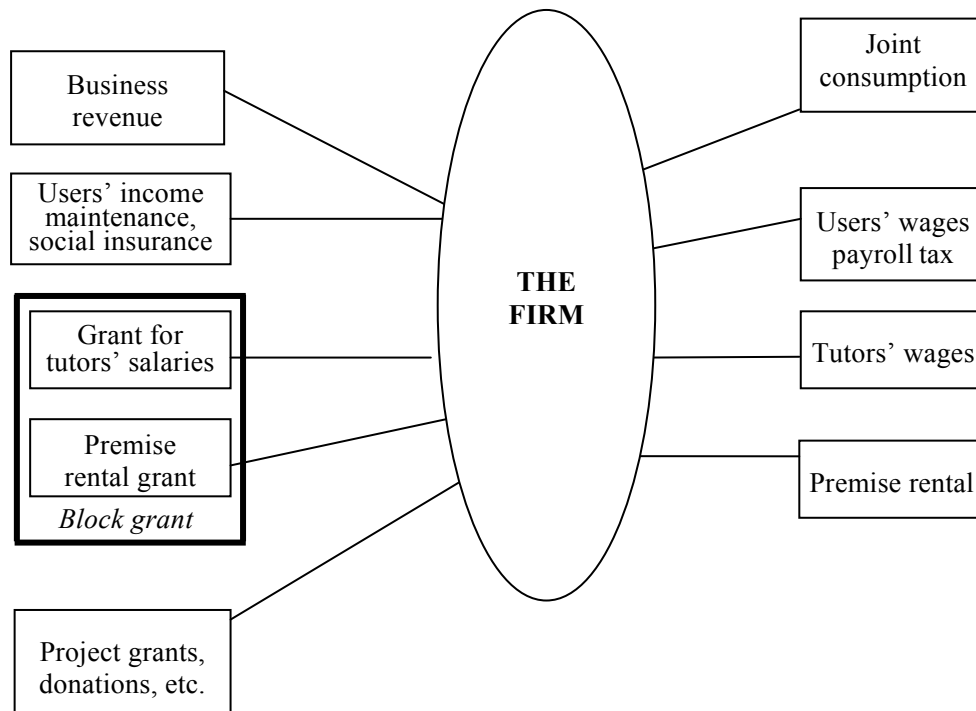 Business
revenue
Users’ income
maintenance,
social insurance
Grant for
tutors’ salaries
Premise
rental grant
Block grant
Project grants,
donations, etc.
THE
FIRM
Joint
consumption
Users’ wages
payroll tax
Tutors’ wages
Premise rental